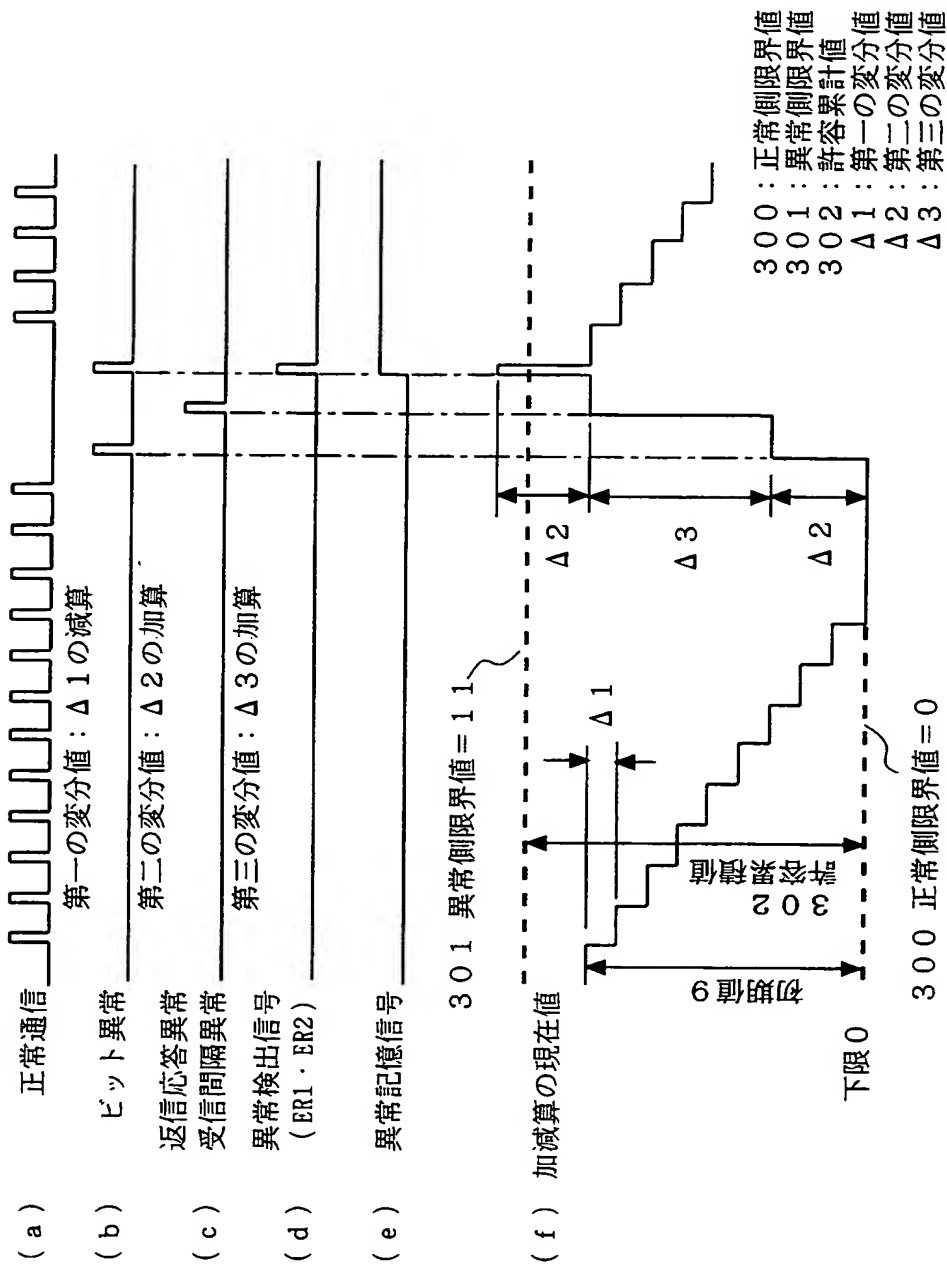 (a) 正常通信
第一の変分値：Δ1の減算
(b) ビット異常
第二の変分値：Δ2の加算
(c) 返信応答異常
受信間隔異常
第三の変分値：Δ3の加算
(d) 異常検出信号
(ER1・ER2)
(e) 異常記憶信号
301 異常側限界値＝11
(f) 加減算の現在値
Δ1
Δ2
Δ3
Δ2
初期値9
302
許容累積値
下限0
300 正常側限界値＝0
300：正常側限界値
301：異常側限界値
302：許容累計値
Δ1：第一の変分値
Δ2：第二の変分値
Δ3：第三の変分値